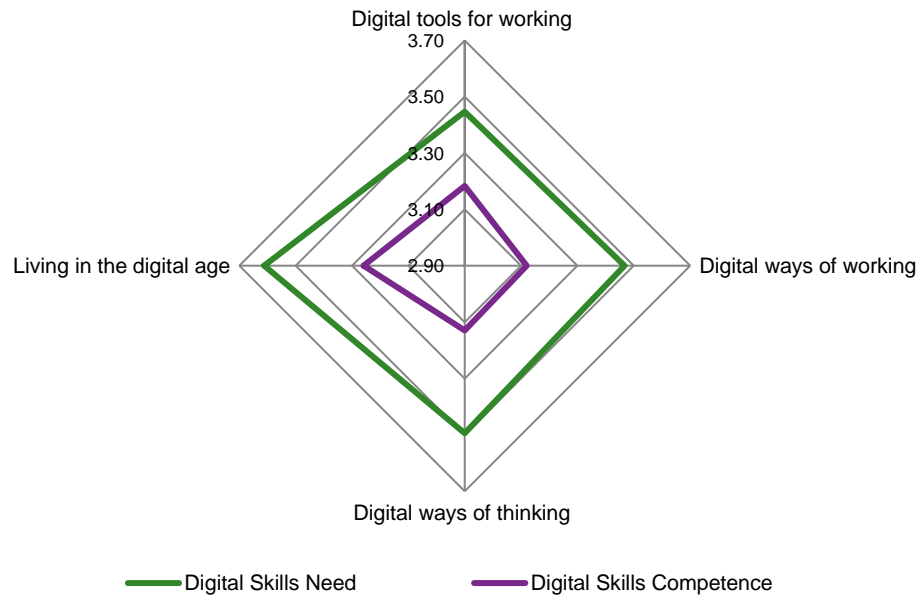 Digital tools for working
3.70
3.50
3.30
3.10
Living in the digital age
2.90
Digital ways of working
Digital ways of thinking
Digital Skills Need
Digital Skills Competence